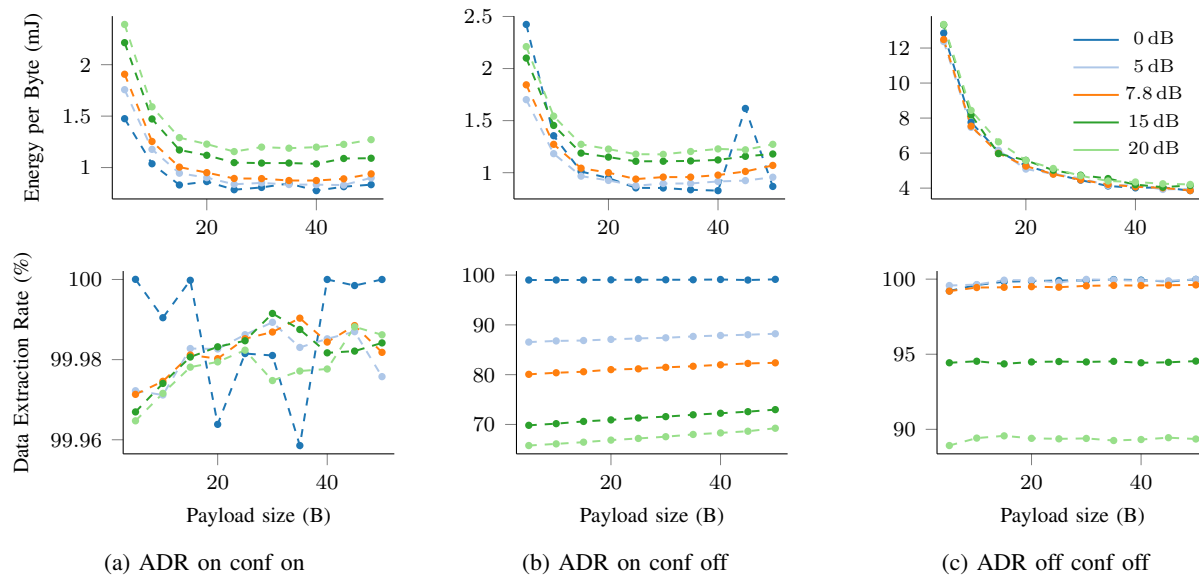 Energy per Byte (mJ)
2
1
20
40
2.5
2
1.5
1
20
40
12
10
8
6
4
20
40
0 dB
5 dB
7.8 dB
15 dB
20 dB
Data Extraction Rate (%)
100
99.98
99.96
20
40
Payload size (B)
100
90
80
70
20
40
Payload size (B)
100
95
90
20
40
Payload size (B)
(a) ADR on conf on
(b) ADR on conf off
(c) ADR off conf off